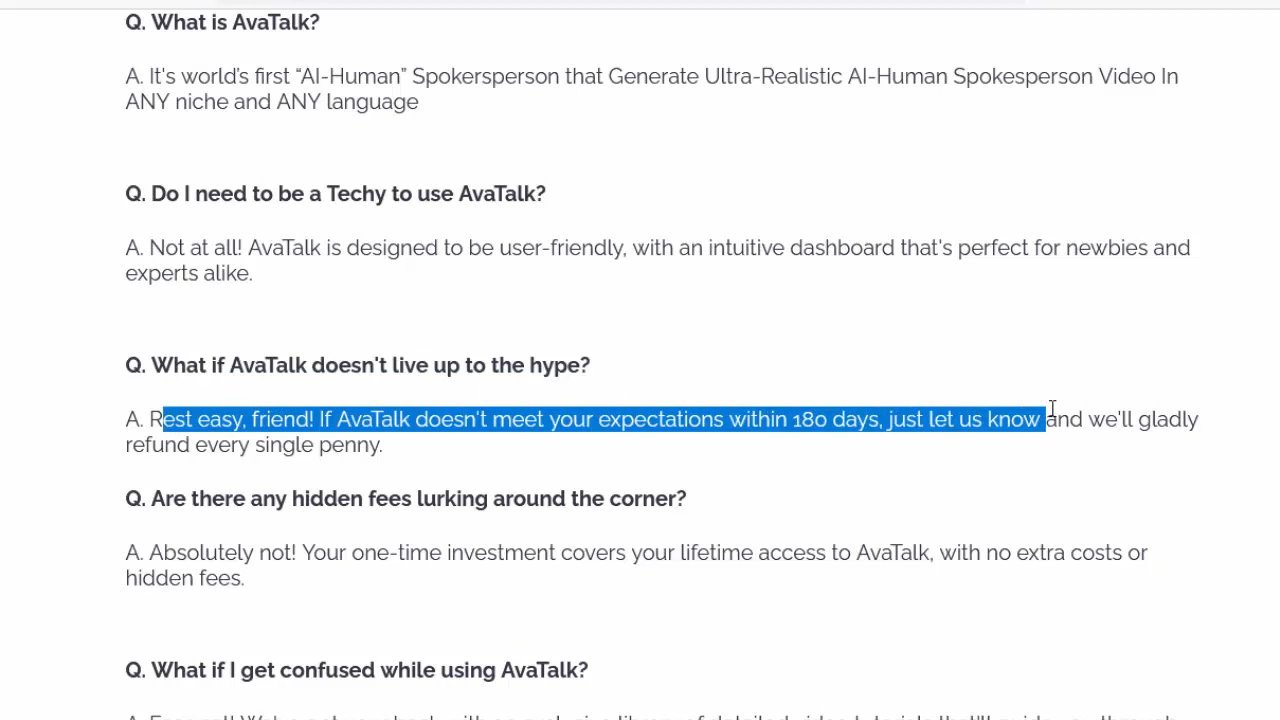 Q. What is AvaTalk?
A. It's world's first “AI-Human” Spokersperson that Generate Ultra-Realistic AI-Human Spokesperson Video In
ANY niche and ANY language
Q. Do I need to be a Techy to use AvaTalk?
A. Not at all! AvaTalk is designed to be user-friendly, with an intuitive dashboard that's perfect for newbies and
experts alike.
Q. What if AvaTalk doesn't live up to the hype?
A. Rest easy, friend! If AvaTalk doesn't meet your expectations within 180 days, just let us know and we'll gladly
refund every single penny.
Q. Are there any hidden fees lurking around the corner?
A. Absolutely not! Your one-time investment covers your lifetime access to AvaTalk, with no extra costs or
hidden fees.
Q. What if I get confused while using AvaTalk?